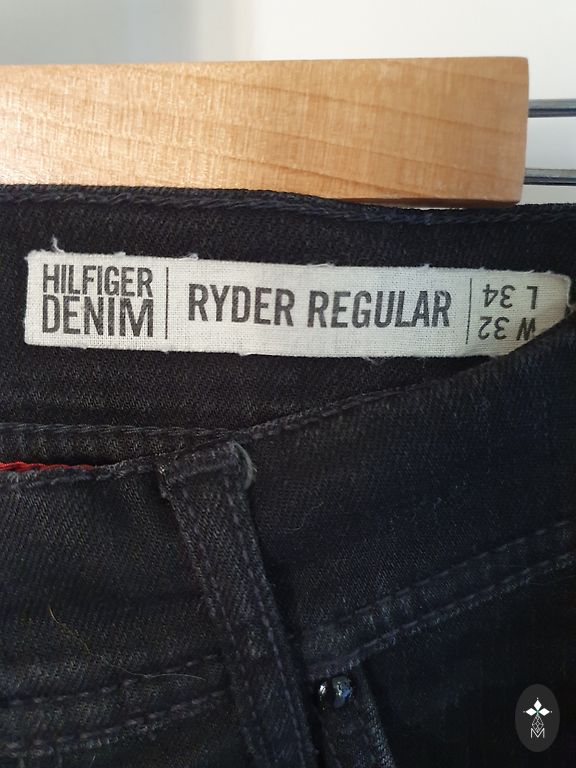 HILFIGER
DENIM
RYDER REGULAR
W 32
L 34
M